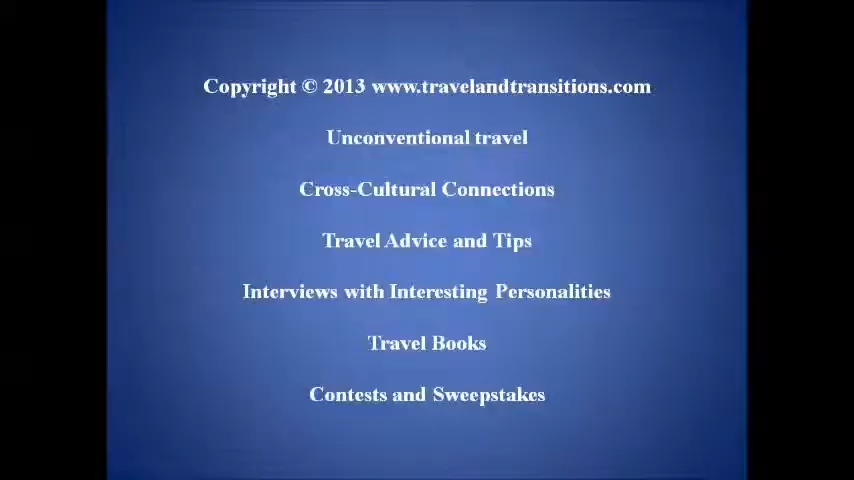 Copyright © 2013 www.travelandtransitions.com
Unconventional travel
Cross-Cultural Connections
Travel Advice and Tips
Interviews with Interesting Personalities
Travel Books
Contests and Sweepstakes